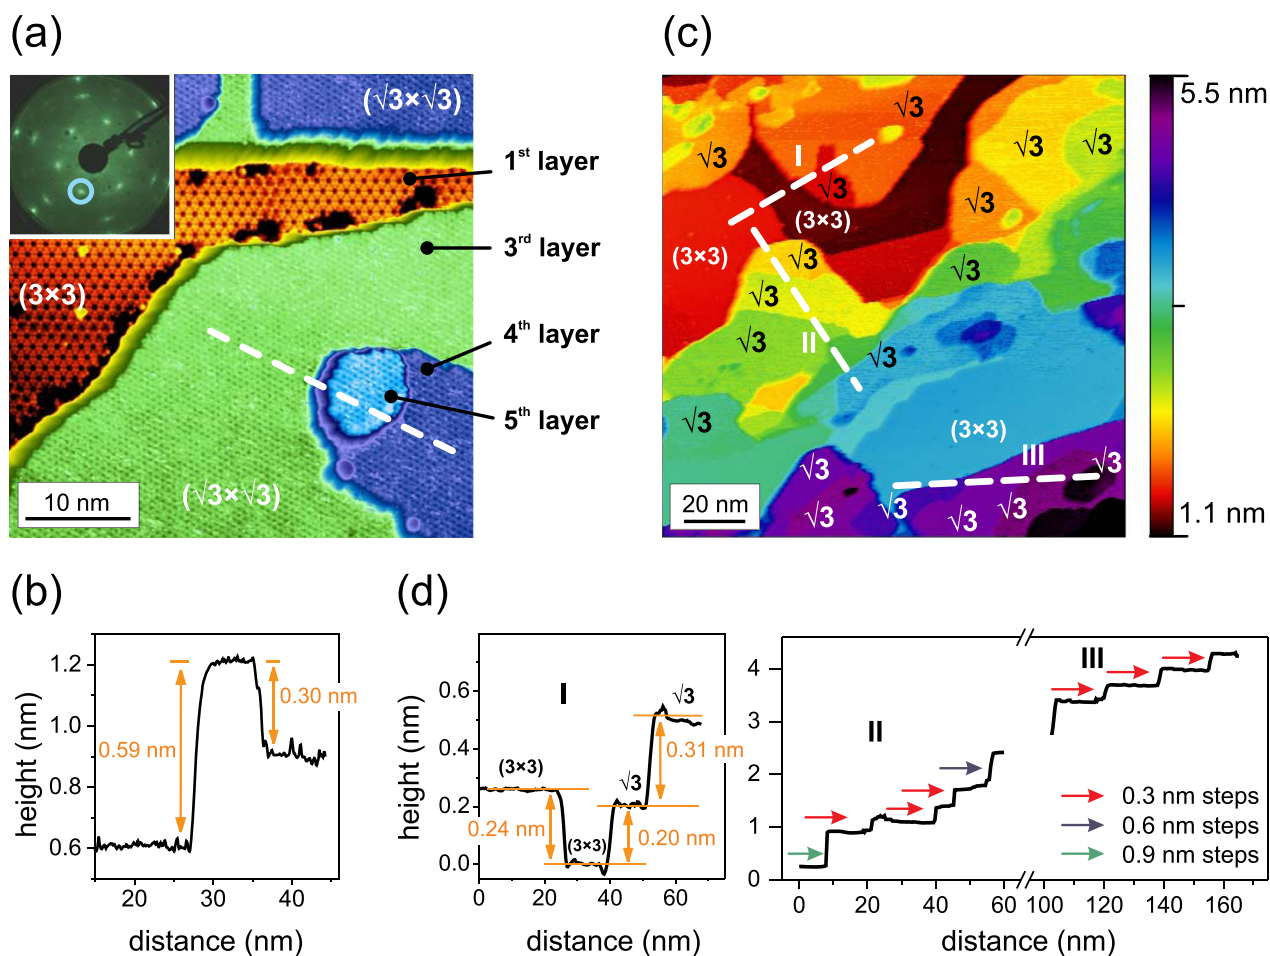 (a)
(√3×√3)
1st layer
3rd layer
(3×3)
4th layer
5th layer
10 nm
(√3×√3)
(c)
5.5 nm
√3
√3
√3
√3
I
√3
√3
(3×3)
(3×3)
√3
√3
√3
√3
II
√3
√3
(3×3)
III
√3
√3
√3
√3
√3
√3
20 nm
1.1 nm
(b)
1.2
1.0
0.8
0.6
height (nm)
0.59 nm
0.30 nm
20
30
40
distance (nm)
(d)
I
0.6
0.4
0.2
0.0
height (nm)
√3
(3×3)
√3
0.31 nm
0.24 nm
(3×3)
0.20 nm
0
20
40
60
distance (nm)
4
2
1
0
II
III
0.3 nm steps
0.6 nm steps
0.9 nm steps
0
20
40
60
100
120
140
160
distance (nm)